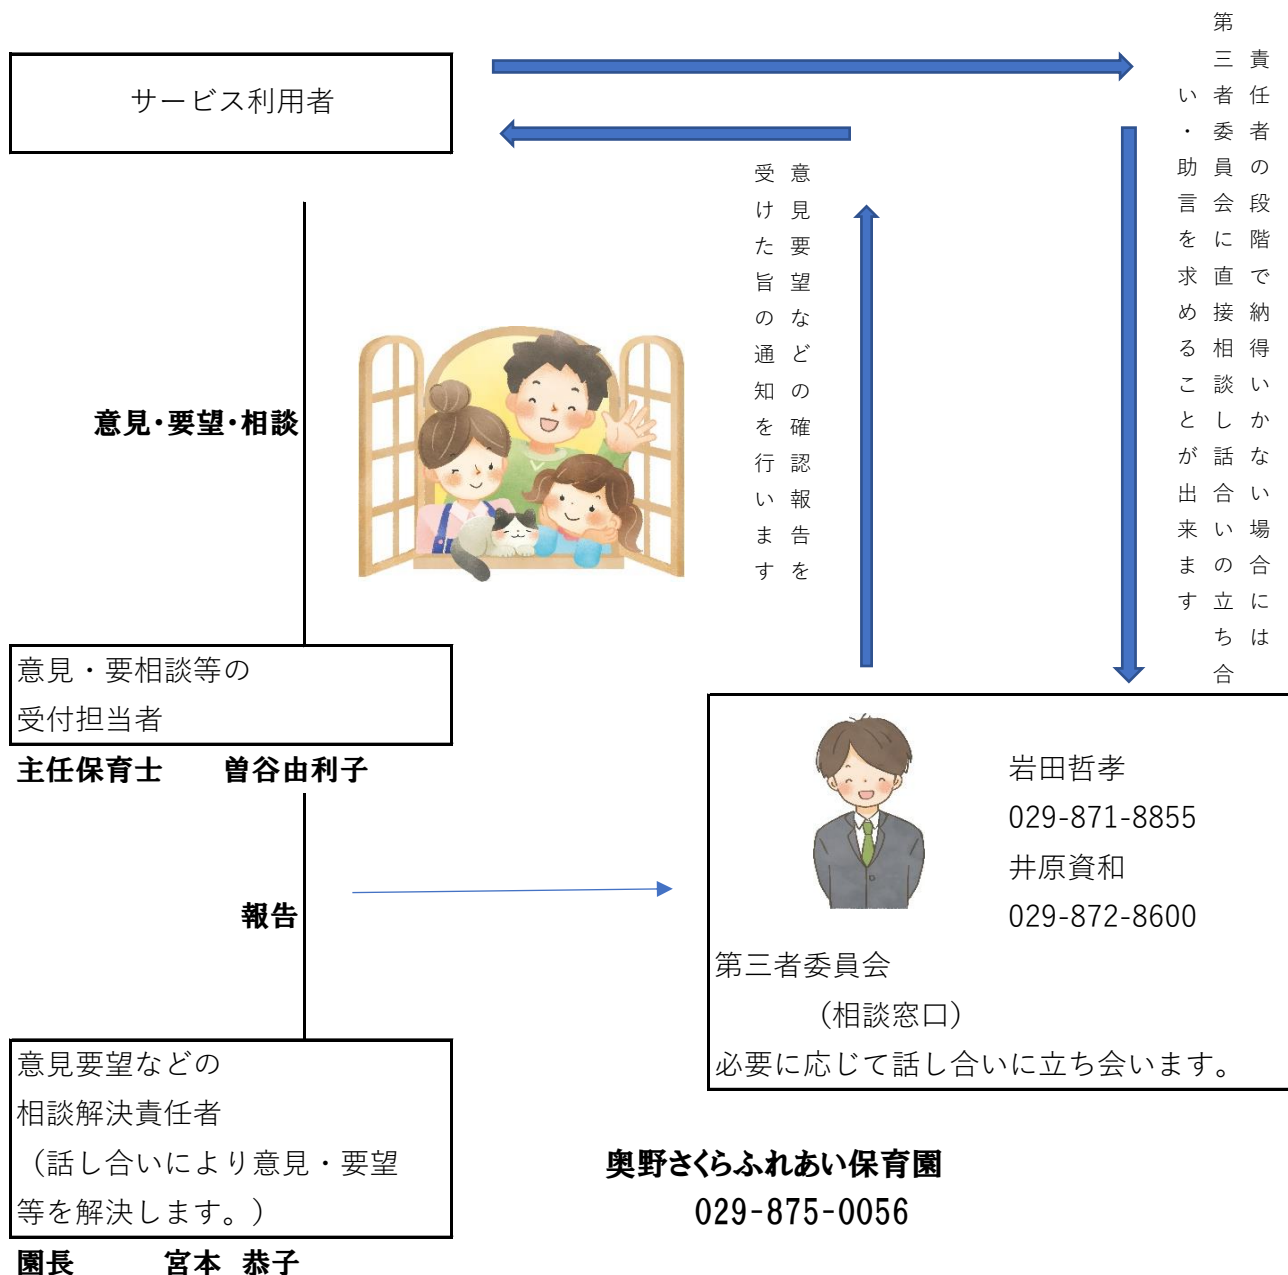 サービス利用者
責任者の段階で納得いかない場合には
第三者委員会に直接相談し話合いの立ち合
い・助言を求めることが出来ます
意見要望などの確認報告を
受けた旨の通知を行います
意見・要望・相談
意見・要相談等の
受付担当者
主任保育士　　曽谷由利子
報告
岩田哲孝
029-871-8855
井原資和
029-872-8600
第三者委員会
（相談窓口）
必要に応じて話し合いに立ち会います。
意見要望などの
相談解決責任者
（話し合いにより意見・要望
等を解決します。）
園長　　　宮本　恭子
奥野さくらふれあい保育園
029-875-0056